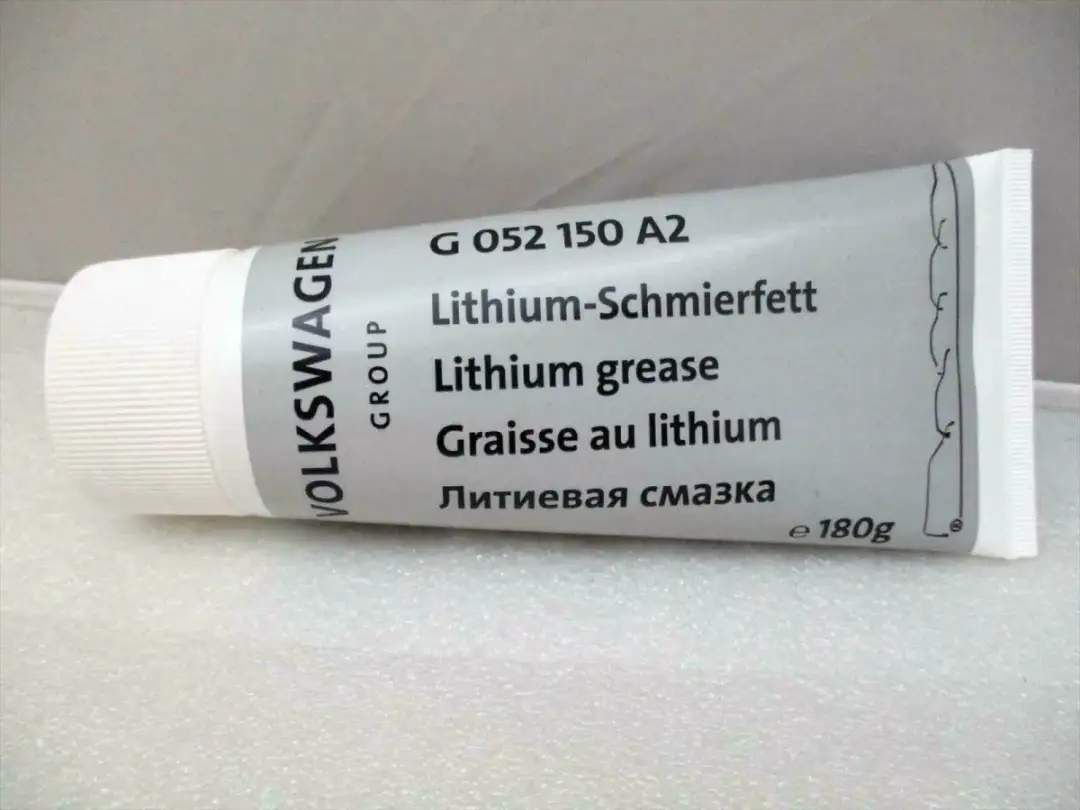 VOLKSWAGEN
GROUP
G 052 150 A2
Lithium-Schmierfett
Lithium grease
Graisse au lithium
Литиевая смазка
℮ 180g
®